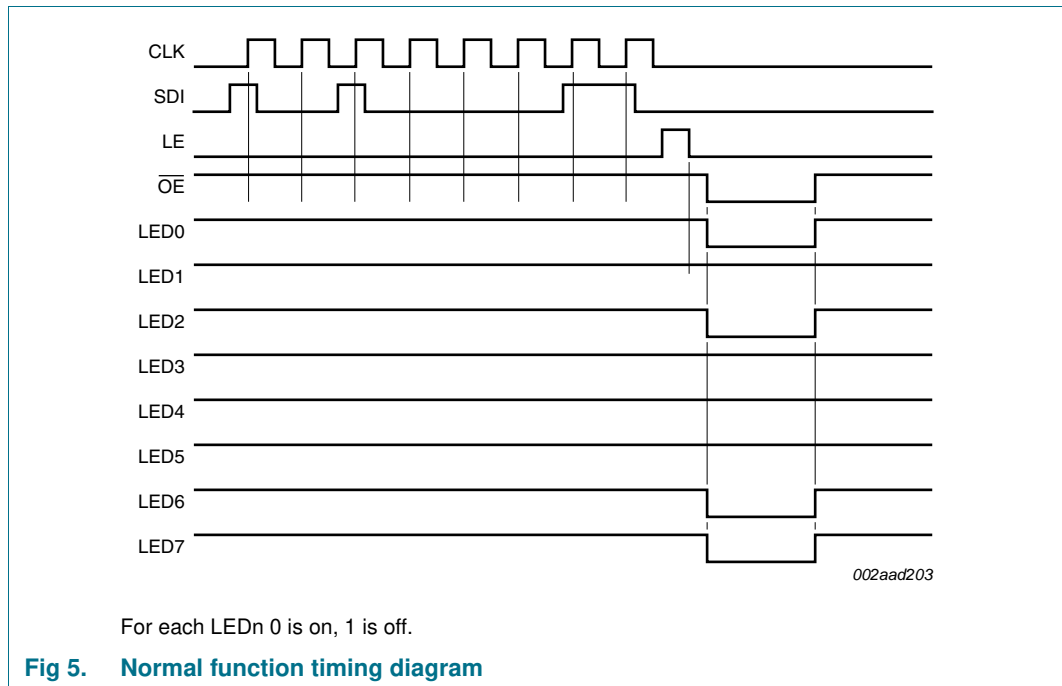 CLK
SDI
LE
OE
LED0
LED1
LED2
LED3
LED4
LED5
LED6
LED7
002aad203
For each LEDn 0 is on, 1 is off.
Fig 5. Normal function timing diagram